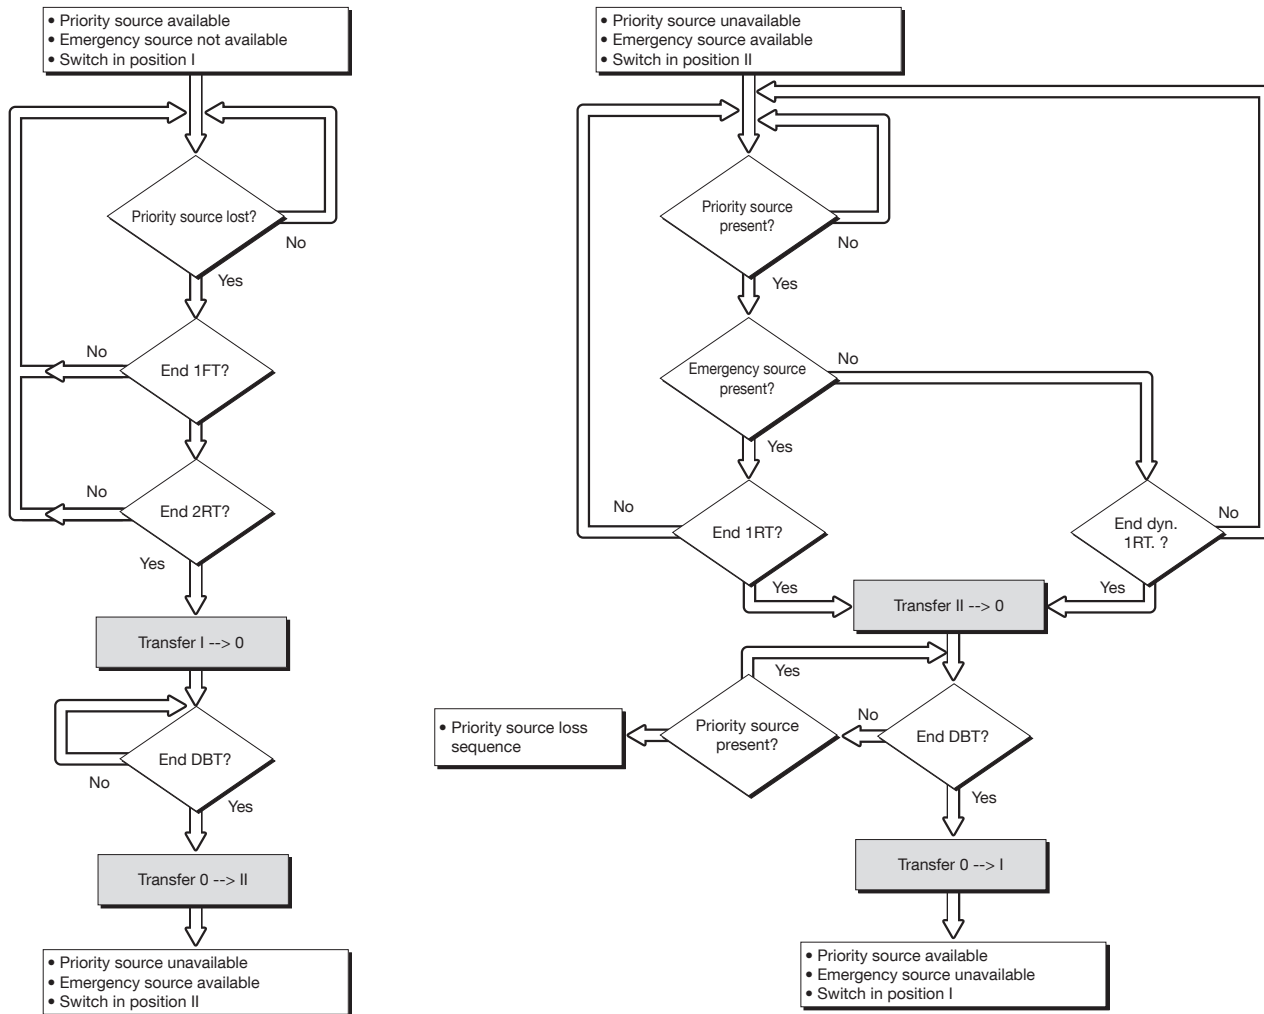 • Priority source available
• Emergency source not available
• Switch in position I
Priority source lost?
No
Yes
No
End 1FT?
No
End 2RT?
Yes
Transfer I --> 0
End DBT?
No
Yes
Transfer 0 --> II
• Priority source unavailable
• Emergency source available
• Switch in position II
• Priority source unavailable
• Emergency source available
• Switch in position II
Priority source
present?
No
Yes
Emergency source
present?
No
Yes
No
End 1RT?
Yes
End dyn.
1RT. ?
No
Yes
Transfer II --> 0
Yes
• Priority source loss
sequence
Priority source
present?
No
End DBT?
Yes
Transfer 0 --> I
• Priority source available
• Emergency source unavailable
• Switch in position I